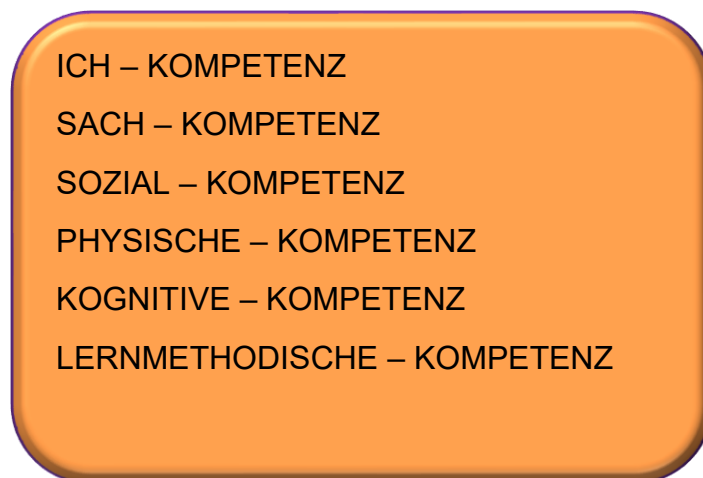 ICH – KOMPETENZ
SACH – KOMPETENZ
SOZIAL – KOMPETENZ
PHYSISCHE – KOMPETENZ
KOGNITIVE – KOMPETENZ
LERNMETHODISCHE – KOMPETENZ